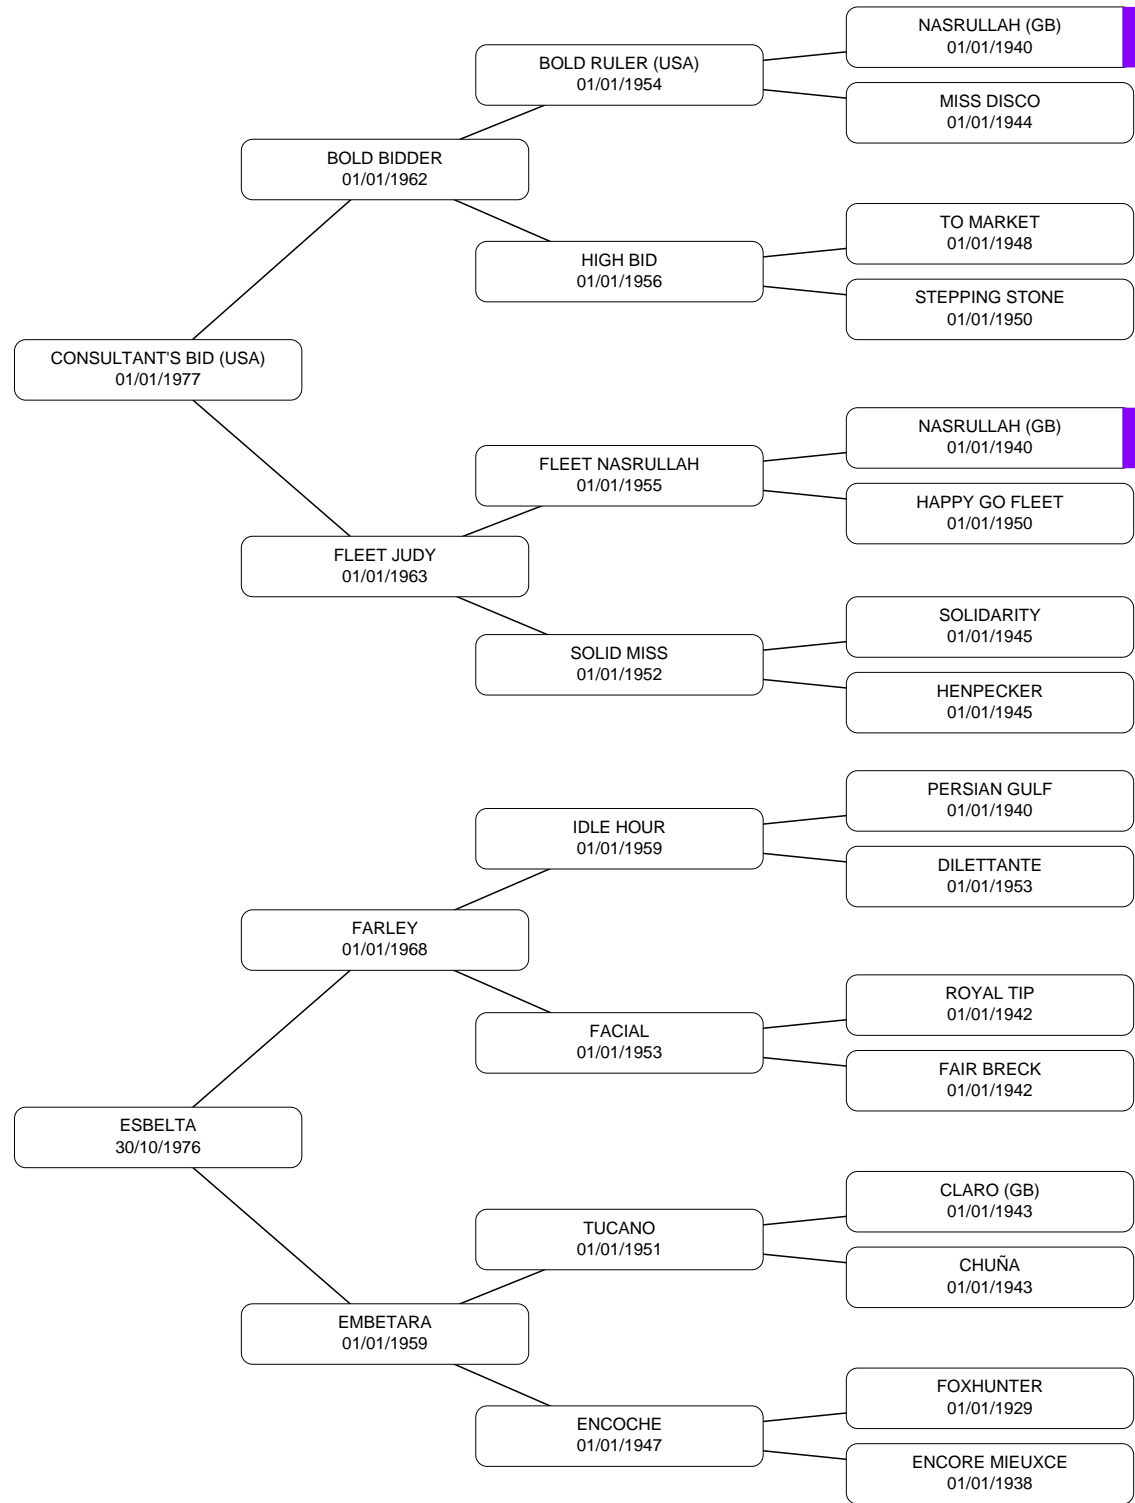 NASRULLAH (GB)
01/01/1940
BOLD RULER (USA)
01/01/1954
MISS DISCO
01/01/1944
BOLD BIDDER
01/01/1962
TO MARKET
01/01/1948
HIGH BID
01/01/1956
STEPPING STONE
01/01/1950
CONSULTANT'S BID (USA)
01/01/1977
NASRULLAH (GB)
01/01/1940
FLEET NASRULLAH
01/01/1955
HAPPY GO FLEET
01/01/1950
FLEET JUDY
01/01/1963
SOLIDARITY
01/01/1945
SOLID MISS
01/01/1952
HENPECKER
01/01/1945
PERSIAN GULF
01/01/1940
IDLE HOUR
01/01/1959
DILETTANTE
01/01/1953
FARLEY
01/01/1968
ROYAL TIP
01/01/1942
FACIAL
01/01/1953
FAIR BRECK
01/01/1942
ESBELTA
30/10/1976
CLARO (GB)
01/01/1943
TUCANO
01/01/1951
CHUÑA
01/01/1943
EMBETARA
01/01/1959
FOXHUNTER
01/01/1929
ENCOCHE
01/01/1947
ENCORE MIEUXCE
01/01/1938